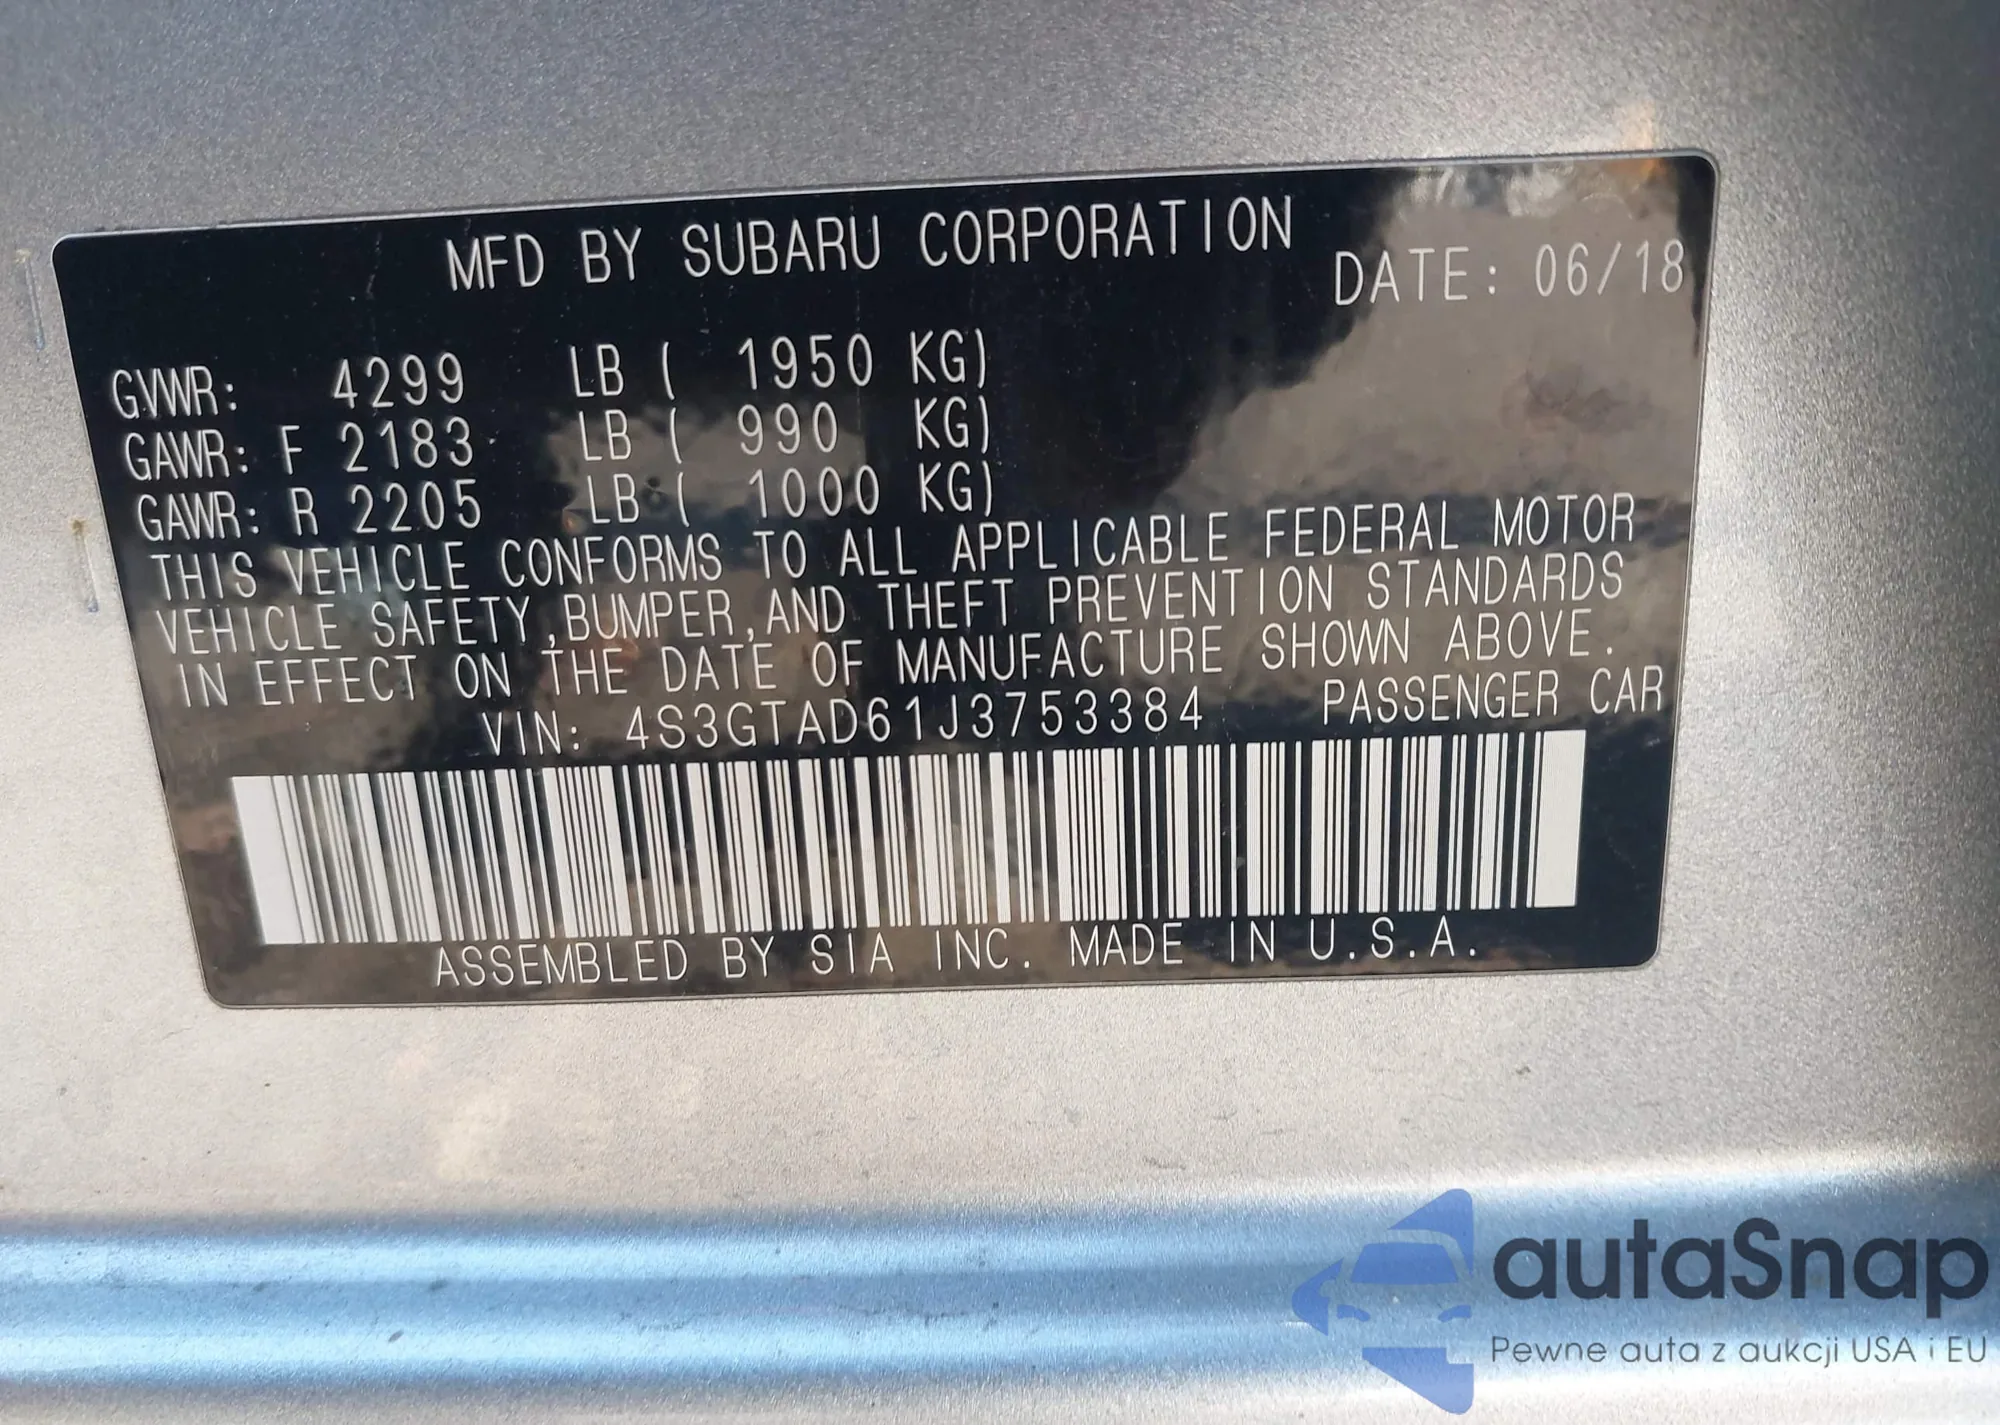 MFD BY SUBARU CORPORATION
DATE: 06/18
GVWR: 4299 LB ( 1950 KG)
GAWR: F 2183 LB ( 990 KG)
GAWR: R 2205 LB ( 1000 KG)
THIS VEHICLE CONFORMS TO ALL APPLICABLE FEDERAL MOTOR
VEHICLE SAFETY,BUMPER,AND THEFT PREVENTION STANDARDS
IN EFFECT ON THE DATE OF MANUFACTURE SHOWN ABOVE.
VIN: 4S3GTAD61J3753384 PASSENGER CAR
ASSEMBLED BY SIA INC. MADE IN U.S.A.
autaSnap
Pewne auta z aukcji USA i EU